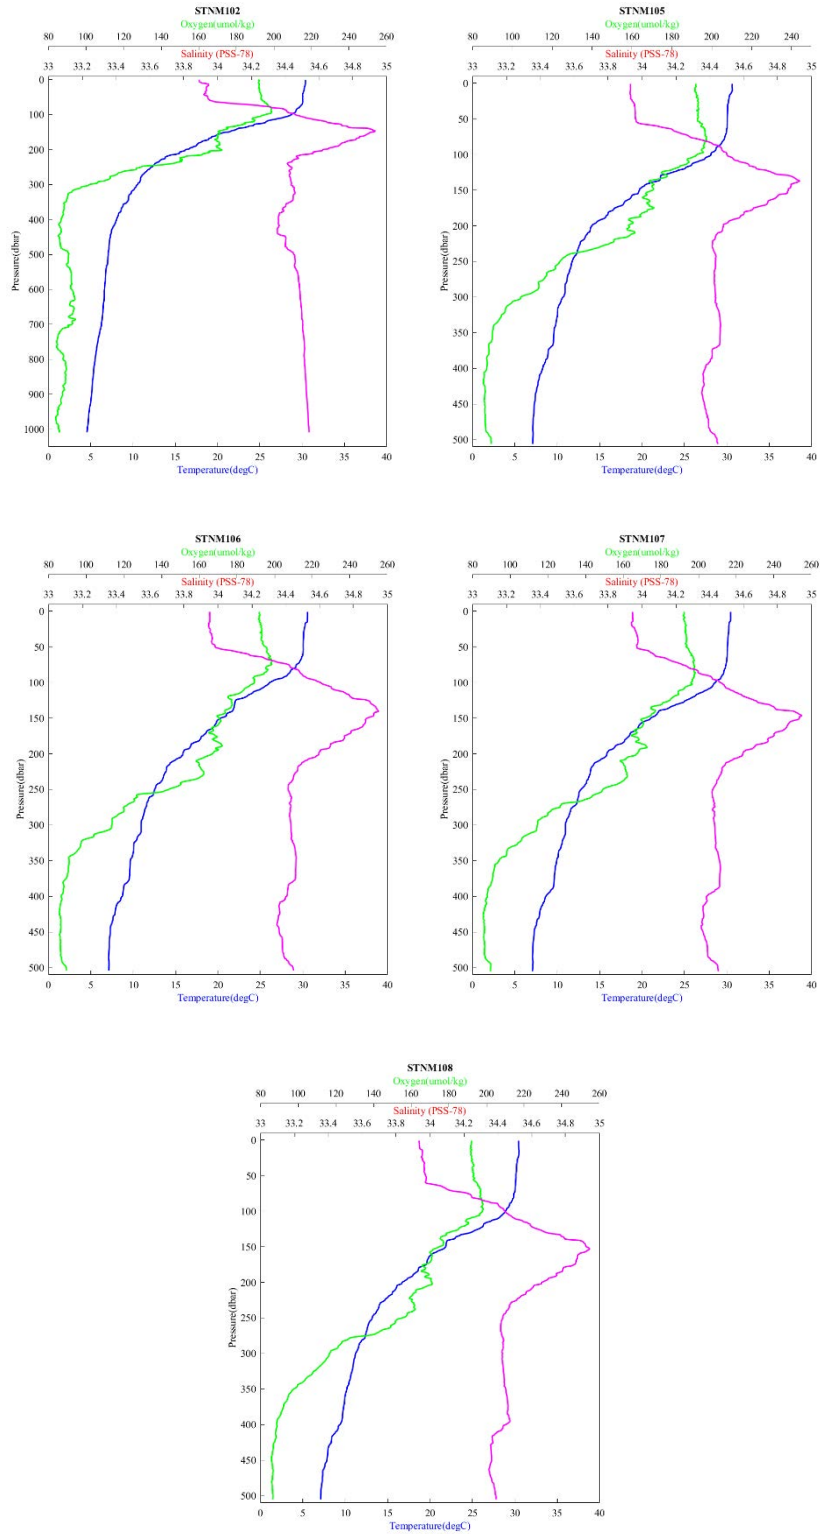 STNM102
Oxygen(umol/kg)
80 100 120 140 160 180 200 220 240 260
Salinity (PSS-78)
33 33.2 33.4 33.6 33.8 34 34.2 34.4 34.6 34.8 35
0
100
200
300
400
500
600
700
800
900
1000
Pressure(dbar)
0 5 10 15 20 25 30 35 40
Temperature(degC)
STNM105
Oxygen(umol/kg)
80 100 120 140 160 180 200 220 240
Salinity (PSS-78)
33 33.2 33.4 33.6 33.8 34 34.2 34.4 34.6 34.8 35
0
50
100
150
200
250
300
350
400
450
500
Pressure(dbar)
0 5 10 15 20 25 30 35 40
Temperature(degC)
STNM106
Oxygen(umol/kg)
80 100 120 140 160 180 200 220 240 260
Salinity (PSS-78)
33 33.2 33.4 33.6 33.8 34 34.2 34.4 34.6 34.8 35
0
50
100
150
200
250
300
350
400
450
500
Pressure(dbar)
0 5 10 15 20 25 30 35 40
Temperature(degC)
STNM107
Oxygen(umol/kg)
80 100 120 140 160 180 200 220 240 260
Salinity (PSS-78)
33 33.2 33.4 33.6 33.8 34 34.2 34.4 34.6 34.8 35
0
50
100
150
200
250
300
350
400
450
500
Pressure(dbar)
0 5 10 15 20 25 30 35 40
Temperature(degC)
STNM108
Oxygen(umol/kg)
80 100 120 140 160 180 200 220 240 260
Salinity (PSS-78)
33 33.2 33.4 33.6 33.8 34 34.2 34.4 34.6 34.8 35
0
50
100
150
200
250
300
350
400
450
500
Pressure(dbar)
0 5 10 15 20 25 30 35 40
Temperature(degC)